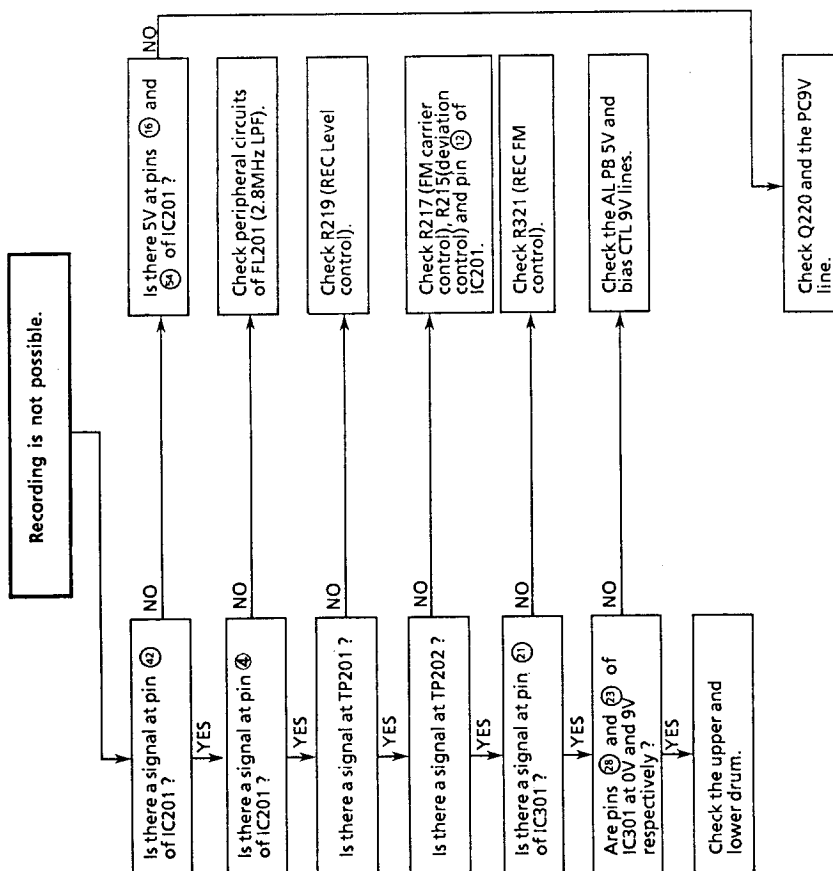 Recording is not possible.
Is there a signal at pin ㊷
of IC201 ?
NO
Is there 5V at pins ⑯ and
�54 of IC201 ?
NO
YES
Is there a signal at pin ④
of IC201 ?
NO
Check peripheral circuits
of FL201 (2.8MHz LPF).
YES
Is there a signal at TP201 ?
NO
Check R219 (REC Level
control).
YES
Is there a signal at TP202 ?
NO
Check R217 (FM carrier
control), R215(deviation
control) and pin ⑫ of
IC201.
YES
Is there a signal at pin ㉑
of IC301 ?
NO
Check R321 (REC FM
control).
YES
Are pins ㉘ and ㉓ of
IC301 at 0V and 9V
respectively ?
NO
Check the AL PB 5V and
bias CTL 9V lines.
YES
Check the upper and
lower drum.
Check Q220 and the PC9V
line.